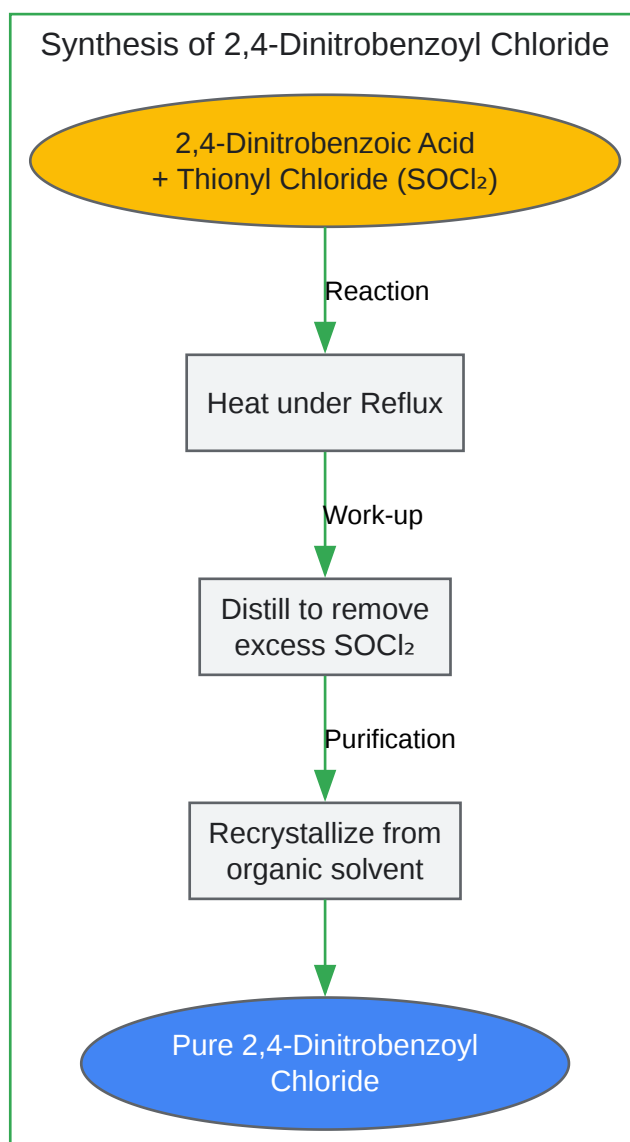 Synthesis of 2,4-Dinitrobenzoyl Chloride
2,4-Dinitrobenzoic Acid
+ Thionyl Chloride (SOCl₂)
Reaction
Heat under Reflux
Work-up
Distill to remove
excess SOCl₂
Purification
Recrystallize from
organic solvent
Pure 2,4-Dinitrobenzoyl
Chloride